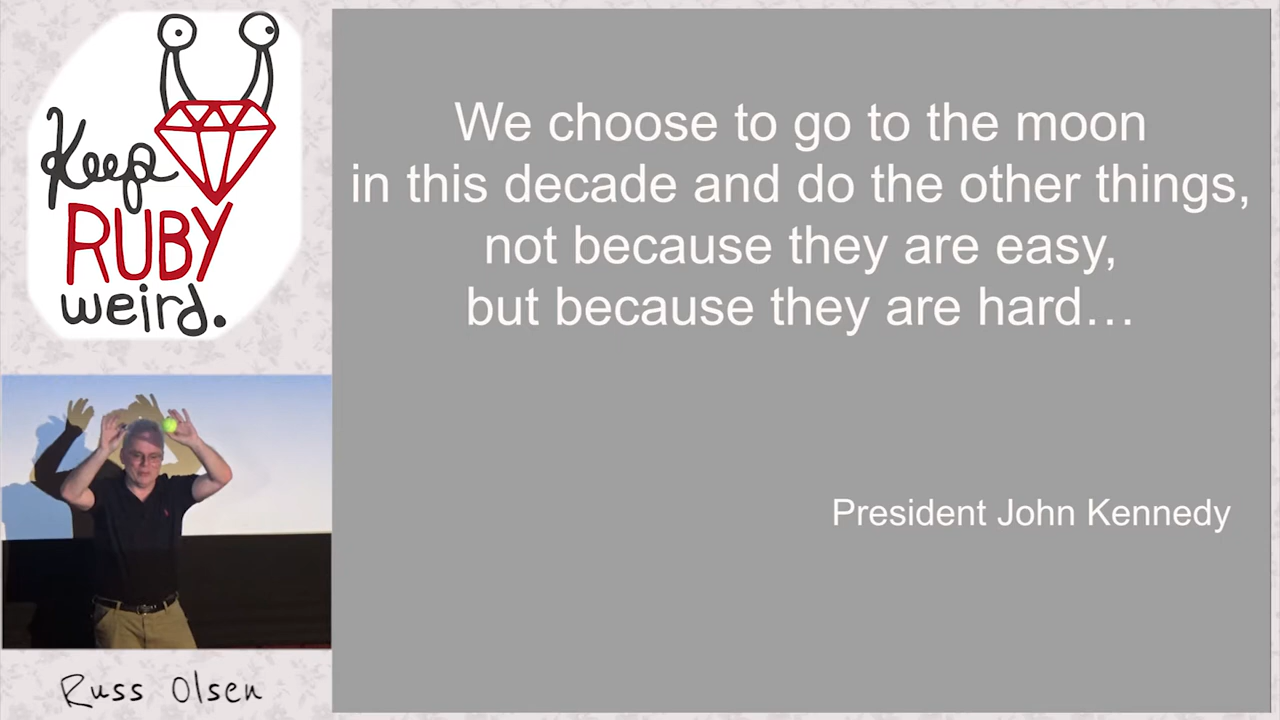 Keep
RUBY
weird.
We choose to go to the moon
in this decade and do the other things,
not because they are easy,
but because they are hard…
President John Kennedy
Russ Olsen